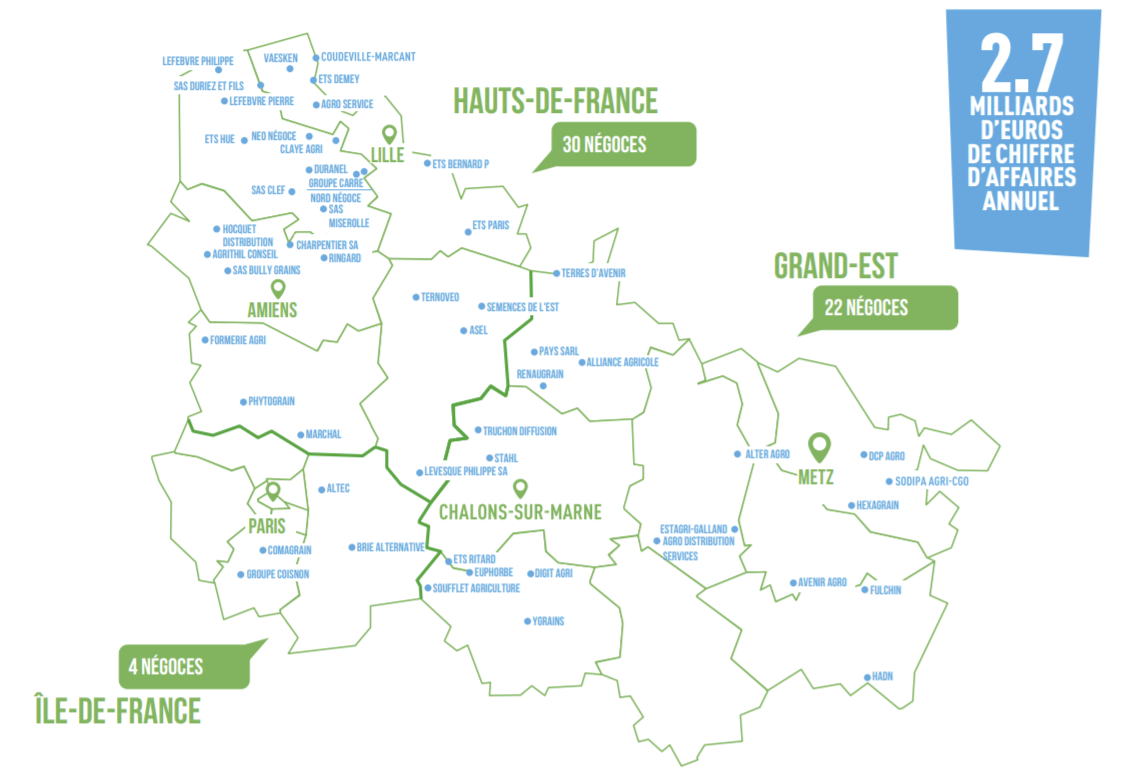 2.7
MILLIARDS
D'EUROS
DE CHIFFRE
D'AFFAIRES
ANNUEL
HAUTS-DE-FRANCE
30 NÉGOCES
GRAND-EST
22 NÉGOCES
4 NÉGOCES
ÎLE-DE-FRANCE
LEFEBVRE PHILIPPE
VAESKEN
COUDEVILLE-MARCANT
SAS DURIEZ ET FILS
ETS DEMEY
LEFEBVRE PIERRE
AGRO SERVICE
ETS HUE
NEO NÉGOCE
CLAYE AGRI
LILLE
ETS BERNARD P
DURANEL
GROUPE CARRE
SAS CLEF
NORD NÉGOCE
SAS
MISEROLLE
HOCQUET
DISTRIBUTION
ETS PARIS
CHARPENTIER SA
AGRITHIL CONSEIL
RINGARD
SAS BULLY GRAINS
AMIENS
TERRES D'AVENIR
TERNOVEO
SEMENCES DE L'EST
ASEL
FORMERIE AGRI
PAYS SARL
ALLIANCE AGRICOLE
RENAUGRAIN
PHYTOGRAIN
MARCHAL
TRUCHON DIFFUSION
STAHL
LEVESQUE PHILIPPE SA
ALTER AGRO
DCP AGRO
METZ
SODIPA AGRI-CGO
ALTEC
CHALONS-SUR-MARNE
HEXAGRAIN
PARIS
ESTAGRI-GALLAND
AGRO DISTRIBUTION
SERVICES
COMAGRAIN
BRIE ALTERNATIVE
ETS RITARD
EUPHORBE
DIGIT AGRI
GROUPE COISNON
SOUFFLET AGRICULTURE
AVENIR AGRO
FULCHIN
YGRAINS
HADN